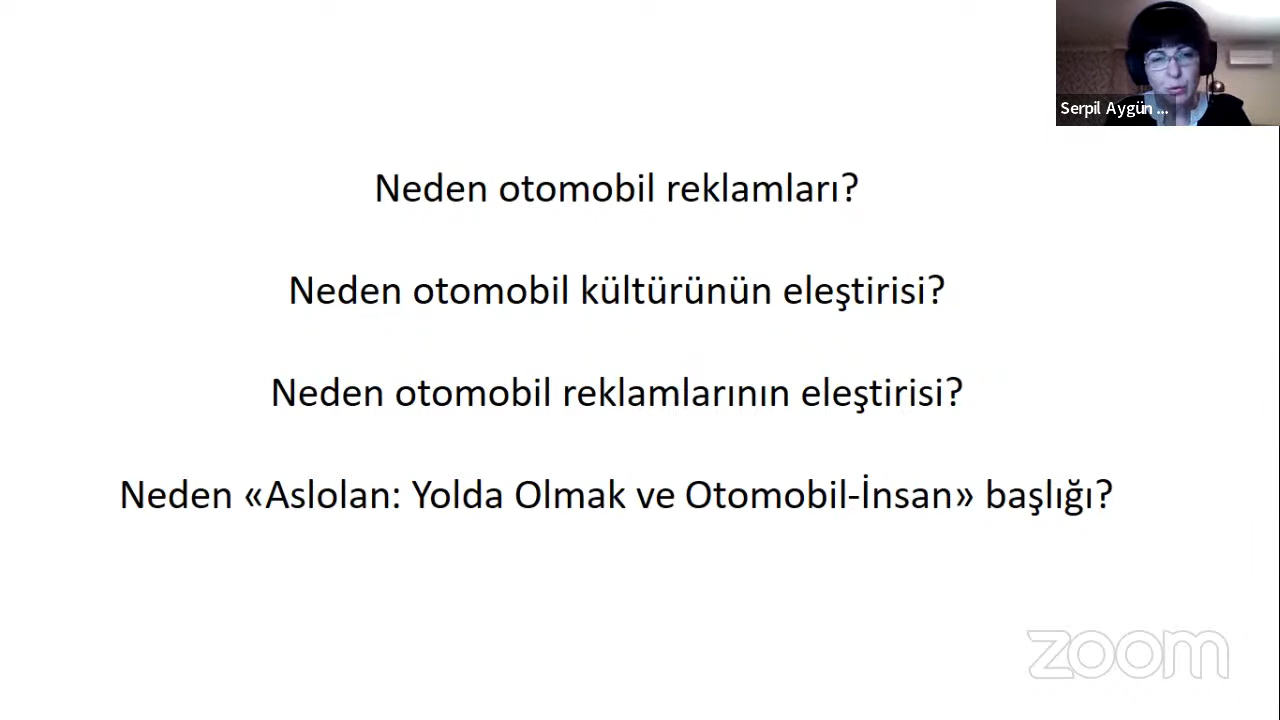 Serpil Aygün ...
Neden otomobil reklamları?
Neden otomobil kültürünün eleştirisi?
Neden otomobil reklamlarının eleştirisi?
Neden «Aslolan: Yolda Olmak ve Otomobil-İnsan» başlığı?
zoom